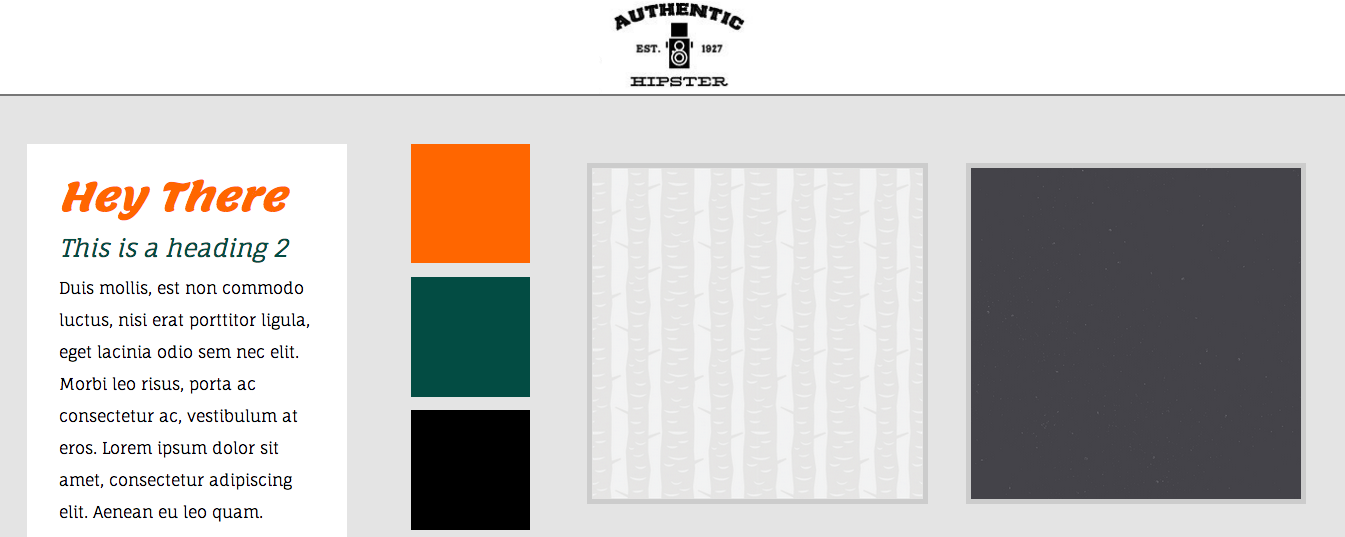 AUTHENTIC
EST. 1927
HIPSTER
Hey There
This is a heading 2
Duis mollis, est non commodo
luctus, nisi erat porttitor ligula,
eget lacinia odio sem nec elit.
Morbi leo risus, porta ac
consectetur ac, vestibulum at
eros. Lorem ipsum dolor sit
amet, consectetur adipiscing
elit. Aenean eu leo quam.